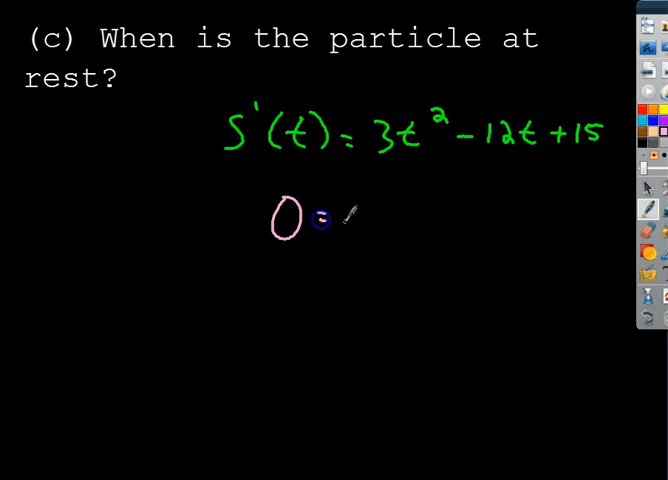 (c) When is the particle at
rest?
S'(t) = 3t² - 12t + 15
0 =